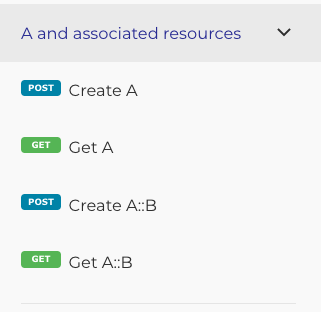 A and associated resources
POST Create A
GET Get A
POST Create A::B
GET Get A::B